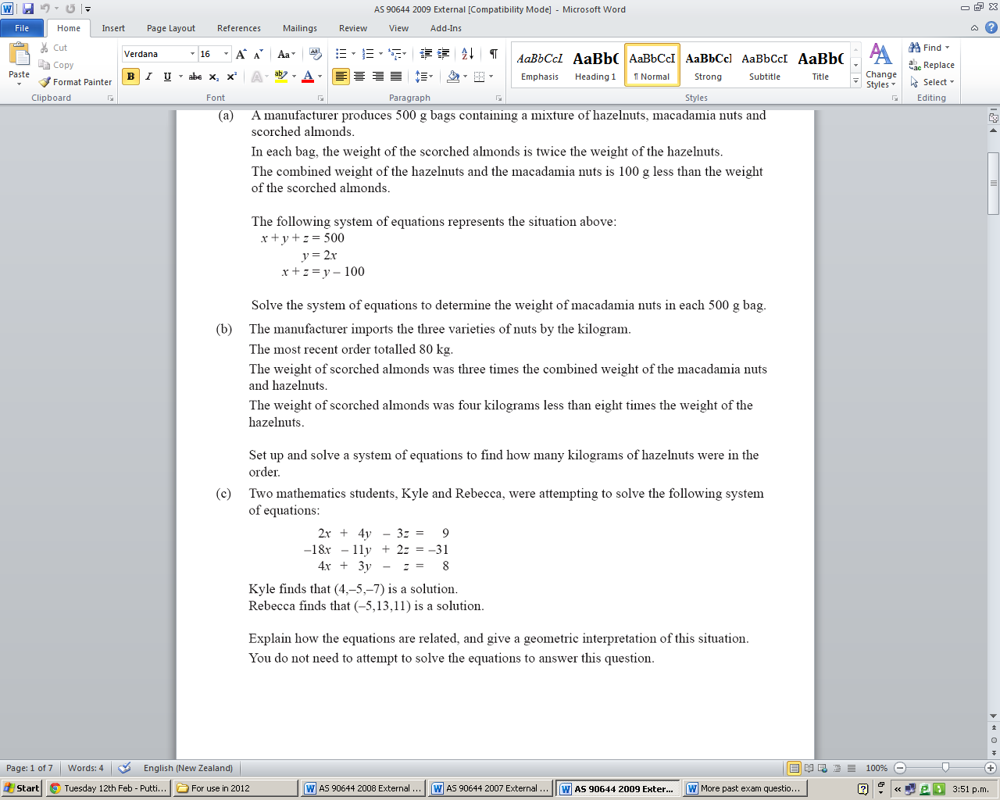 AS 90644 2009 External [Compatibility Mode] - Microsoft Word
File Home Insert Page Layout References Mailings Review View Add-Ins
Paste Cut Copy Format Painter
Clipboard
Verdana 16
Font
Paragraph
AaBbCcI AaBb( AaBbCcI AaBbCcI AaBbCcI AaBb(
Emphasis Heading 1 ¶ Normal Strong Subtitle Title
Change Styles
Styles
Find
Replace
Select
Editing
(a) A manufacturer produces 500 g bags containing a mixture of hazelnuts, macadamia nuts and
scorched almonds.
In each bag, the weight of the scorched almonds is twice the weight of the hazelnuts.
The combined weight of the hazelnuts and the macadamia nuts is 100 g less than the weight
of the scorched almonds.
The following system of equations represents the situation above:
x + y + z = 500
y = 2x
x + z = y – 100
Solve the system of equations to determine the weight of macadamia nuts in each 500 g bag.
(b) The manufacturer imports the three varieties of nuts by the kilogram.
The most recent order totalled 80 kg.
The weight of scorched almonds was three times the combined weight of the macadamia nuts
and hazelnuts.
The weight of scorched almonds was four kilograms less than eight times the weight of the
hazelnuts.
Set up and solve a system of equations to find how many kilograms of hazelnuts were in the
order.
(c) Two mathematics students, Kyle and Rebecca, were attempting to solve the following system
of equations:
2x + 4y – 3z = 9
–18x – 11y + 2z = –31
4x + 3y – z = 8
Kyle finds that (4,–5,–7) is a solution.
Rebecca finds that (–5,13,11) is a solution.
Explain how the equations are related, and give a geometric interpretation of this situation.
You do not need to attempt to solve the equations to answer this question.
Page: 1 of 7 Words: 4 English (New Zealand) 100%
Start Tuesday 12th Feb - Putti... For use in 2012 AS 90644 2008 External ... AS 90644 2007 External ... AS 90644 2009 Exter... More past exam questio... 3:51 p.m.